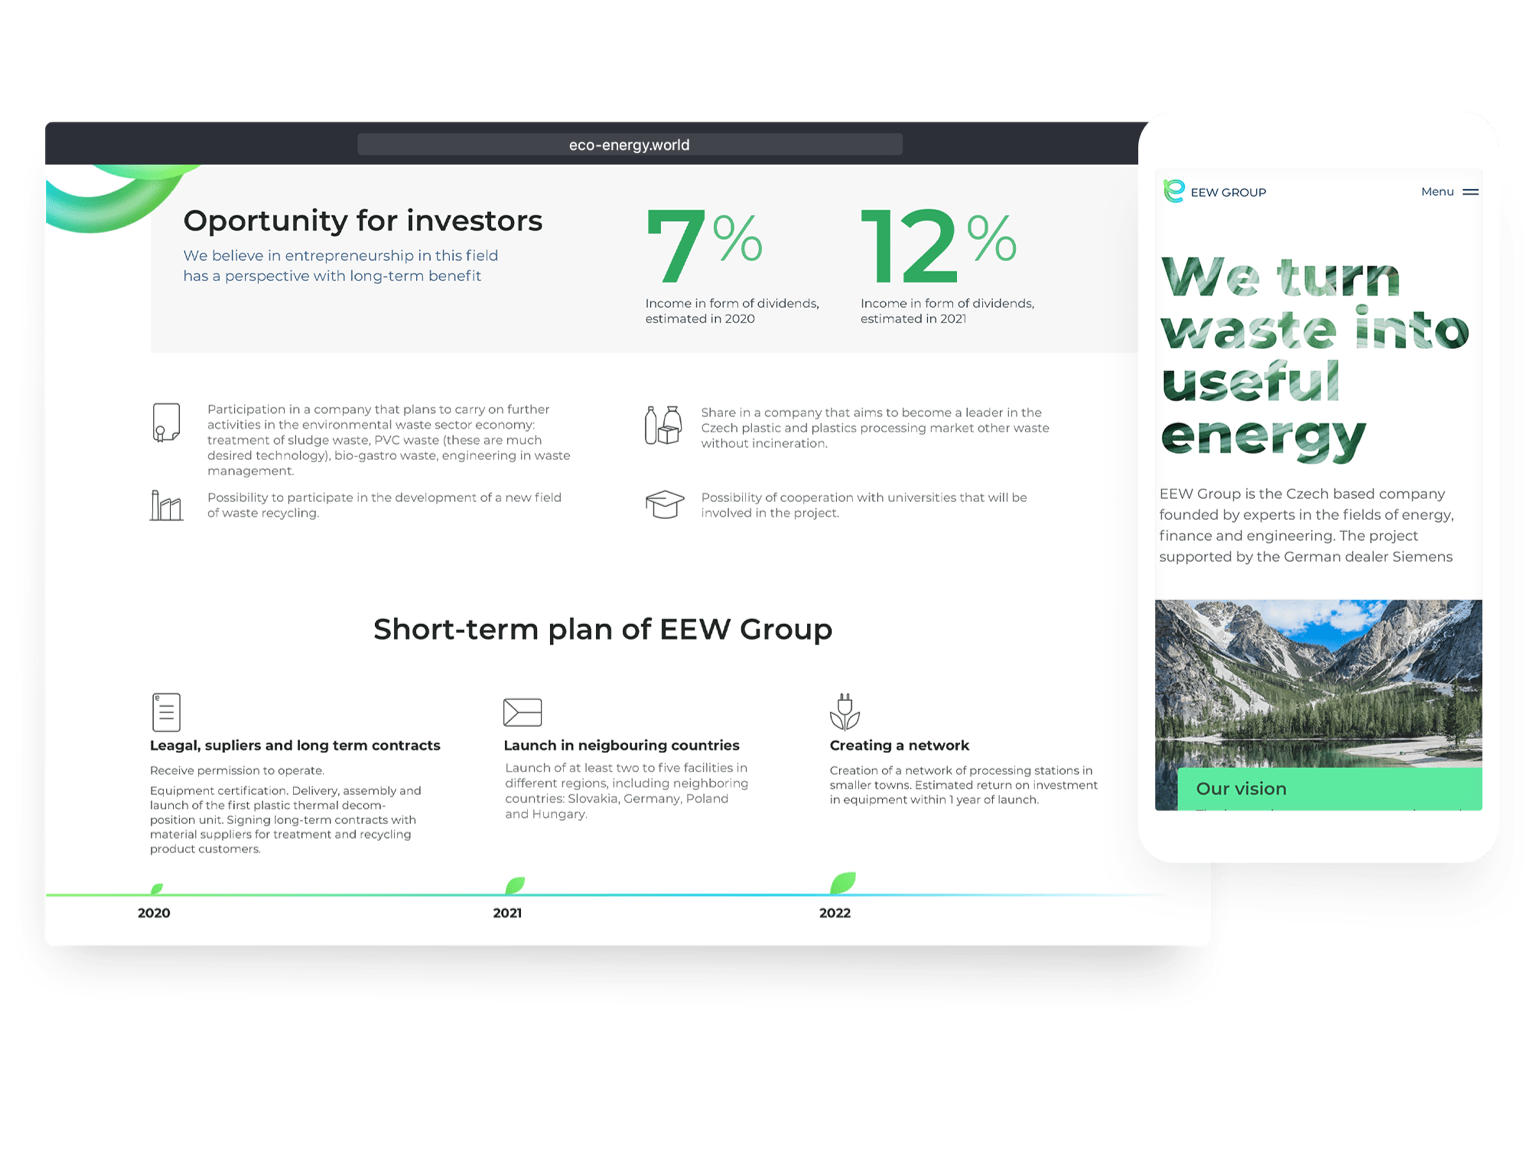 eco-energy.world
Oportunity for investors
We believe in entrepreneurship in this field
has a perspective with long-term benefit
7%
Income in form of dividends,
estimated in 2020
12%
Income in form of dividends,
estimated in 2021
Participation in a company that plans to carry on further
activities in the environmental waste sector economy:
treatment of sludge waste, PVC waste (these are much
desired technology), bio-gastro waste, engineering in waste
management.
Share in a company that aims to become a leader in the
Czech plastic and plastics processing market other waste
without incineration.
Possibility to participate in the development of a new field
of waste recycling.
Possibility of cooperation with universities that will be
involved in the project.
Short-term plan of EEW Group
Leagal, supliers and long term contracts
Receive permission to operate.
Equipment certification. Delivery, assembly and
launch of the first plastic thermal decom-
position unit. Signing long-term contracts with
material suppliers for treatment and recycling
product customers.
Launch in neigbouring countries
Launch of at least two to five facilities in
different regions, including neighboring
countries: Slovakia, Germany, Poland
and Hungary.
Creating a network
Creation of a network of processing stations in
smaller towns. Estimated return on investment
in equipment within 1 year of launch.
2020
2021
2022
EEW GROUP
Menu
We turn
waste into
useful
energy
EEW Group is the Czech based company
founded by experts in the fields of energy,
finance and engineering. The project
supported by the German dealer Siemens
Our vision